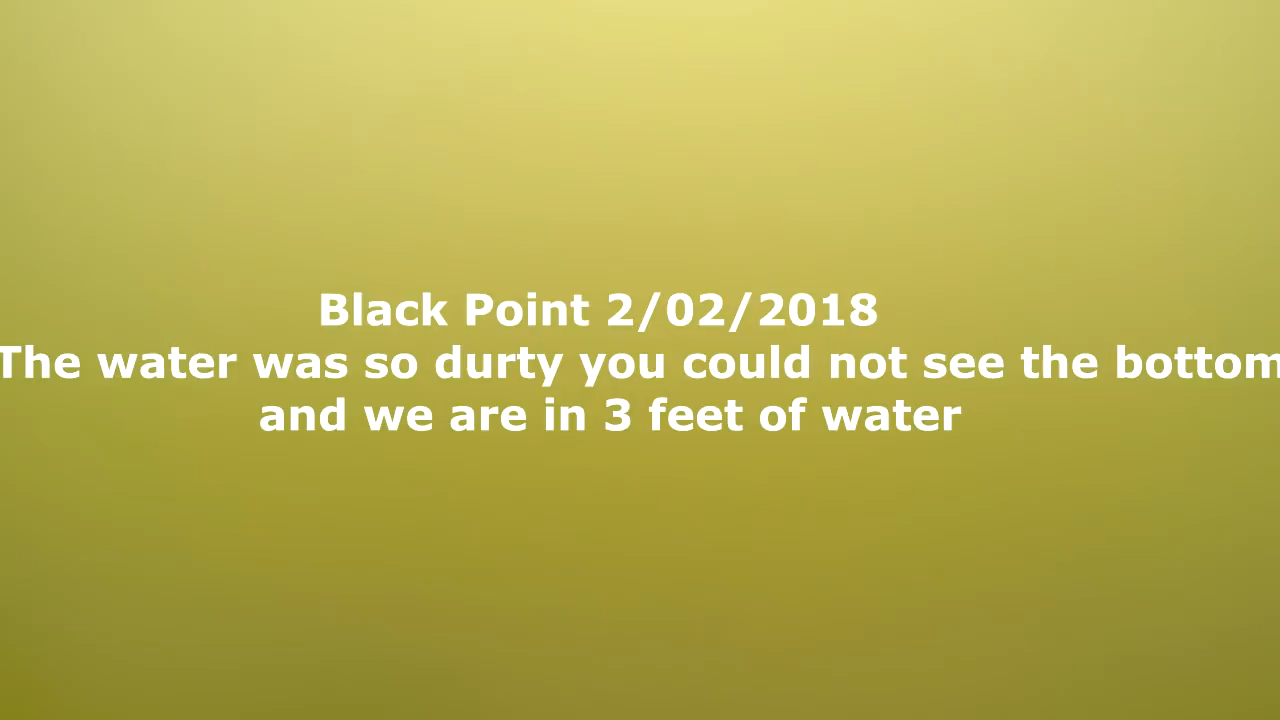 Black Point 2/02/2018
The water was so durty you could not see the bottom
and we are in 3 feet of water